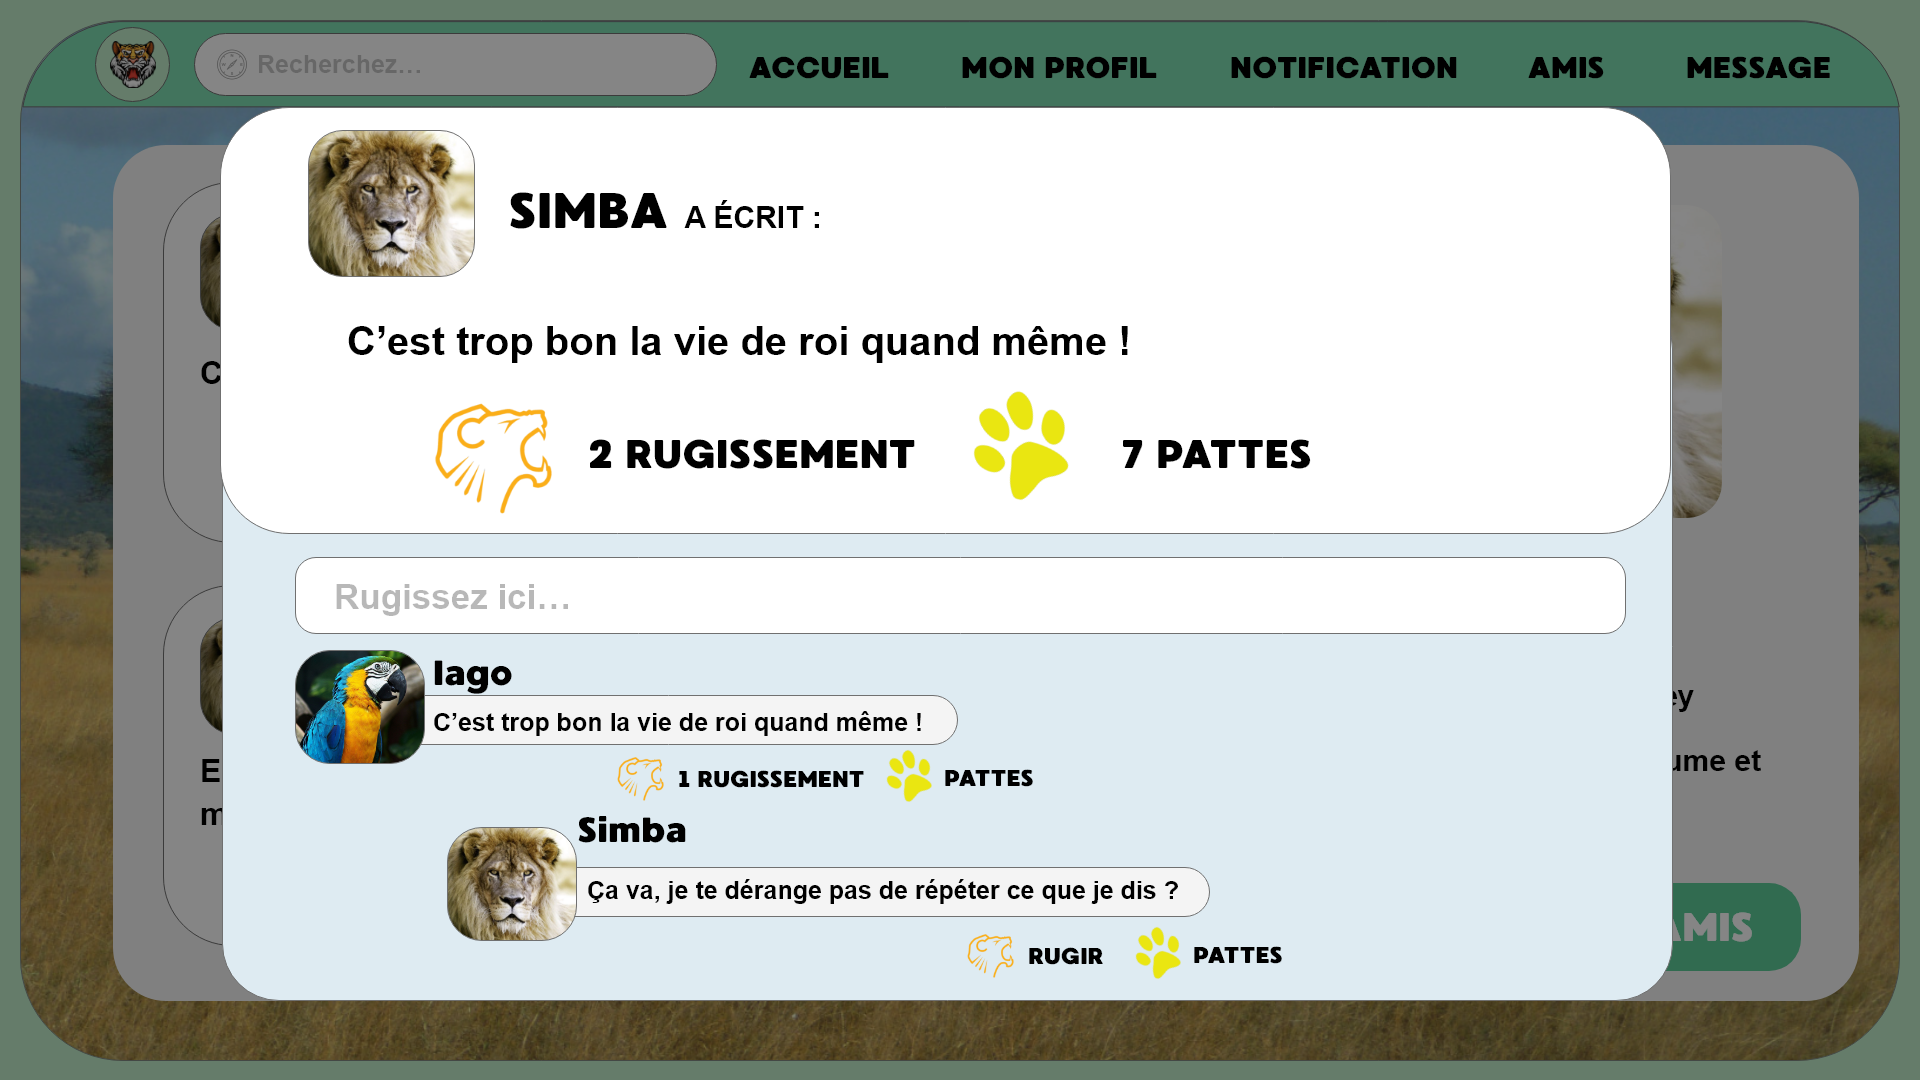 Recherchez…
ACCUEIL
MON PROFIL
NOTIFICATION
AMIS
MESSAGE
SIMBA A ÉCRIT :
C’est trop bon la vie de roi quand même !
2 RUGISSEMENT
7 PATTES
Rugissez ici…
Iago
C’est trop bon la vie de roi quand même !
1 RUGISSEMENT
PATTES
Simba
Ça va, je te dérange pas de répéter ce que je dis ?
RUGIR
PATTES
et
AMIS